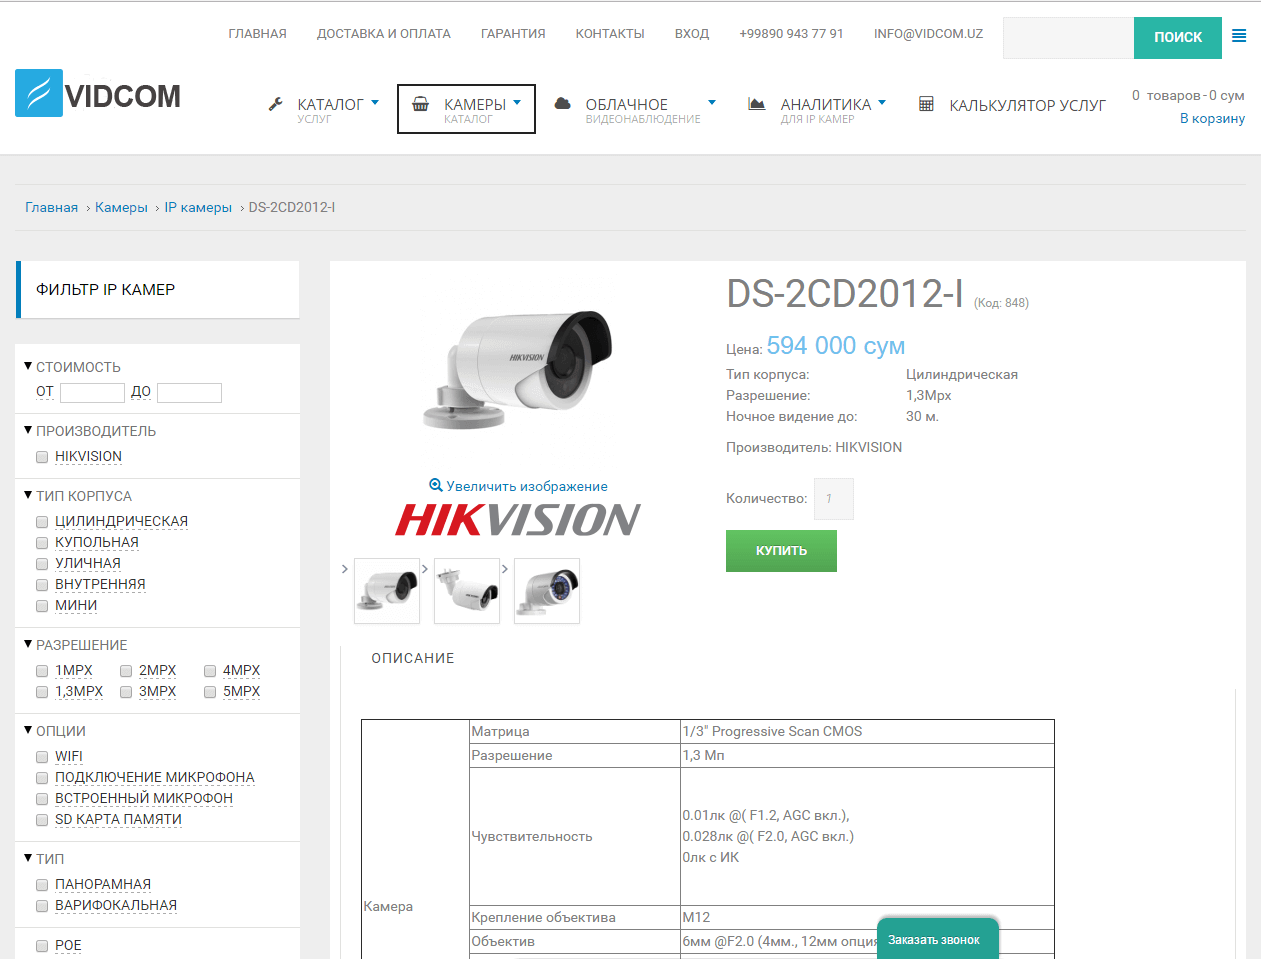 ГЛАВНАЯ ДОСТАВКА И ОПЛАТА ГАРАНТИЯ КОНТАКТЫ ВХОД +99890 943 77 91 INFO@VIDCOM.UZ ПОИСК
VIDCOM
КАТАЛОГ КАМЕРЫ ОБЛАЧНОЕ АНАЛИТИКА КАЛЬКУЛЯТОР УСЛУГ
УСЛУГ КАТАЛОГ ВИДЕОНАБЛЮДЕНИЕ ДЛЯ IP КАМЕР
0 товаров - 0 сум
В корзину
Главная › Камеры › IP камеры › DS-2CD2012-I
ФИЛЬТР IP КАМЕР
СТОИМОСТЬ
ОТ ДО
ПРОИЗВОДИТЕЛЬ
HIKVISION
ТИП КОРПУСА
ЦИЛИНДРИЧЕСКАЯ
КУПОЛЬНАЯ
УЛИЧНАЯ
ВНУТРЕННЯЯ
МИНИ
РАЗРЕШЕНИЕ
1MPX 2MPX 4MPX
1,3MPX 3MPX 5MPX
ОПЦИИ
WIFI
ПОДКЛЮЧЕНИЕ МИКРОФОНА
ВСТРОЕННЫЙ МИКРОФОН
SD КАРТА ПАМЯТИ
ТИП
ПАНОРАМНАЯ
ВАРИФОКАЛЬНАЯ
POE
HIKVISION
Увеличить изображение
HIKVISION
DS-2CD2012-I (Код: 848)
Цена: 594 000 сум
Тип корпуса: Цилиндрическая
Разрешение: 1,3Mpx
Ночное видение до: 30 м.
Производитель: HIKVISION
Количество: 1
КУПИТЬ
ОПИСАНИЕ
Камера
Матрица 1/3" Progressive Scan CMOS
Разрешение 1,3 Мп
Чувствительность
0.01лк @( F1.2, AGC вкл.),
0.028лк @( F2.0, AGC вкл.)
0лк с ИК
Крепление объектива M12
Объектив 6мм @F2.0 (4мм., 12мм опция
Заказать звонок